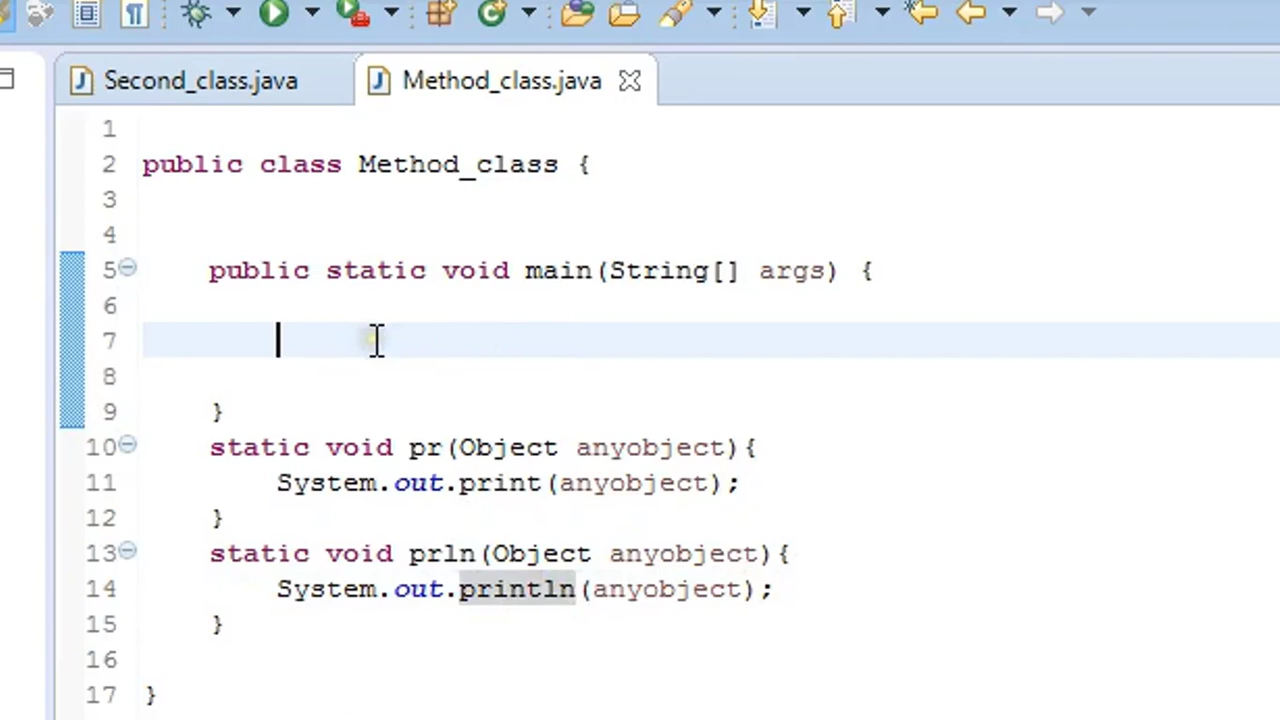 Second_class.java Method_class.java
1
2 public class Method_class {
3
4
5 public static void main(String[] args) {
6
7
8
9 }
10 static void pr(Object anyobject){
11 System.out.print(anyobject);
12 }
13 static void prln(Object anyobject){
14 System.out.println(anyobject);
15 }
16
17 }